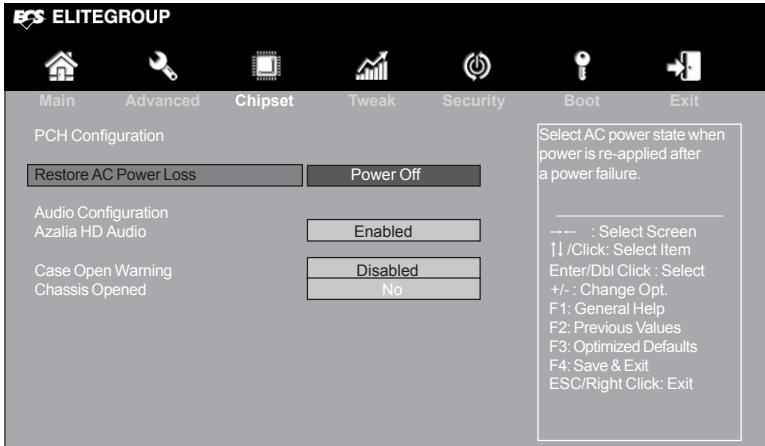 ECS ELITEGROUP
Main Advanced Chipset Tweak Security Boot Exit
PCH Configuration
Restore AC Power Loss Power Off
Audio Configuration
Azalia HD Audio Enabled
Case Open Warning Disabled
Chassis Opened No
Select AC power state when
power is re-applied after
a power failure.
→← : Select Screen
↑↓/Click: Select Item
Enter/Dbl Click : Select
+/- : Change Opt.
F1: General Help
F2: Previous Values
F3: Optimized Defaults
F4: Save & Exit
ESC/Right Click: Exit